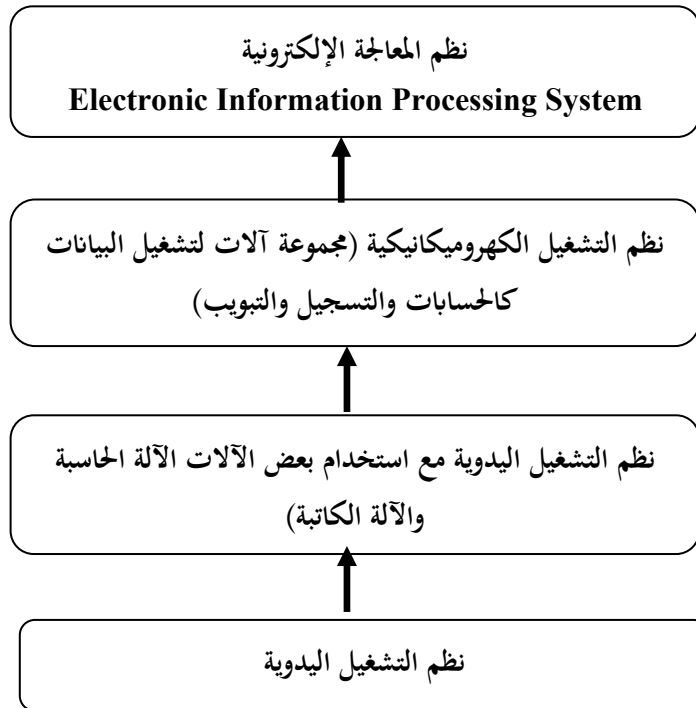 نظم المعالجة الإلكترونية
Electronic Information Processing System
نظم التشغيل الكهروميكانيكية (مجموعة آلات لتشغيل البيانات
كالحسابات والتسجيل والتبويب)
نظم التشغيل اليدوية مع استخدام بعض الآلات الآلة الحاسبة
والآلة الكاتبة)
نظم التشغيل اليدوية